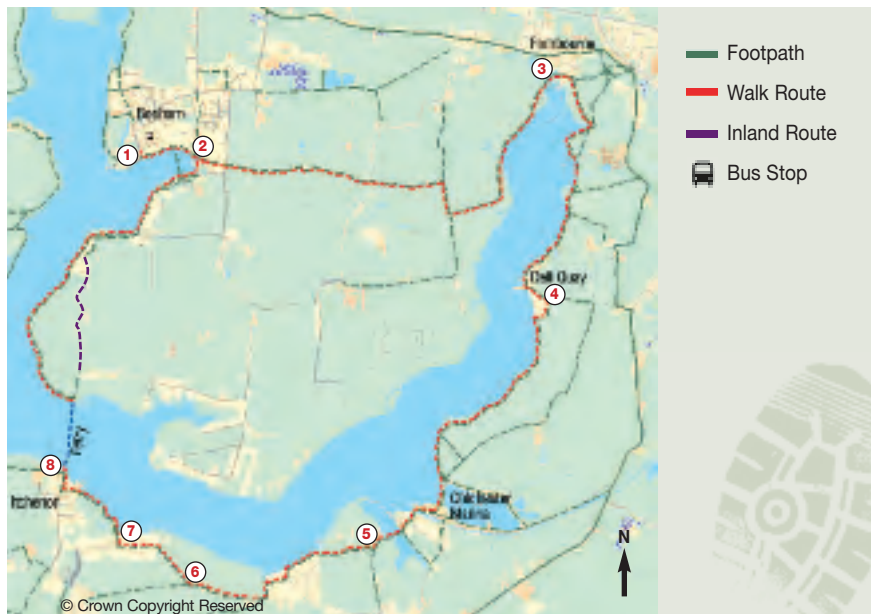 Fishbourne
3
Bosham
1
2
Dell Quay
4
Ferry
8
Itchenor
Chichester
Marina
7
5
6
N
© Crown Copyright Reserved
Footpath
Walk Route
Inland Route
Bus Stop